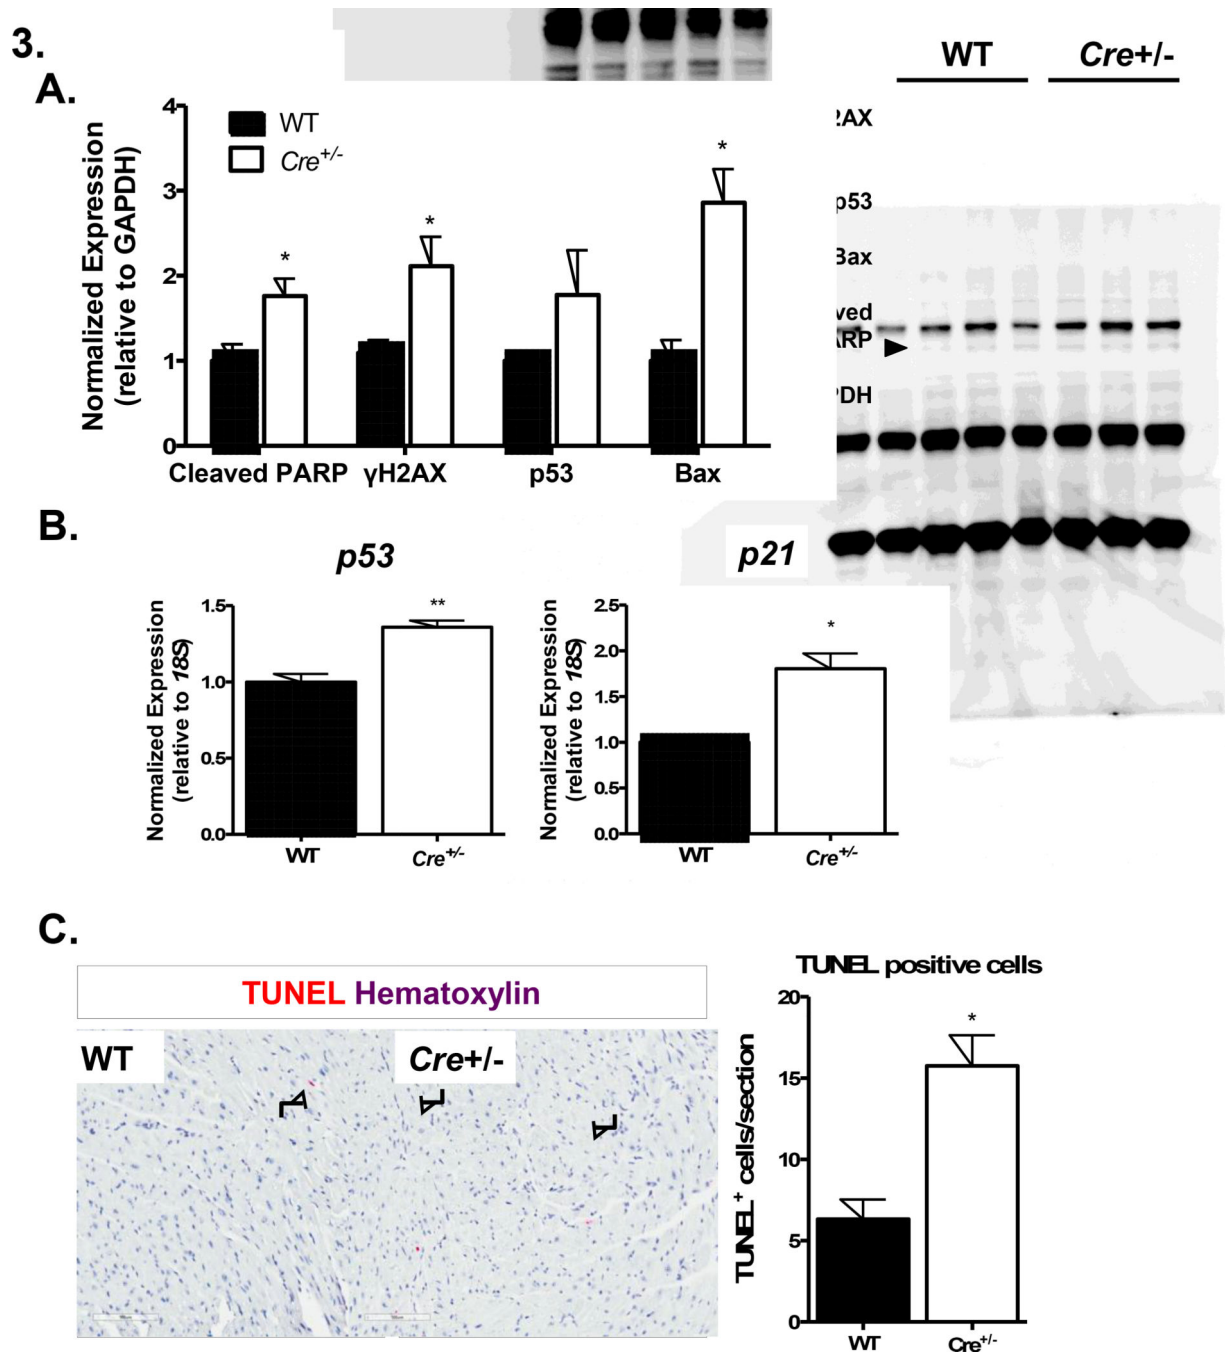 3.
A.
WT
Cre+/-
Normalized Expression
(relative to GAPDH)
4
3
2
1
0
*
*
*
Cleaved PARP
γH2AX
p53
Bax
WT
Cre+/-
2AX
p53
Bax
ved
ARP
PDH
B.
p53
Normalized Expression
(relative to 18S)
1.5
1.0
0.5
0.0
**
WT
Cre+/-
p21
Normalized Expression
(relative to 18S)
2.5
2.0
1.5
1.0
0.5
0.0
*
WT
Cre+/-
C.
TUNEL Hematoxylin
WT
Cre+/-
TUNEL positive cells
TUNEL+ cells/section
20
15
10
5
0
*
WT
Cre+/-